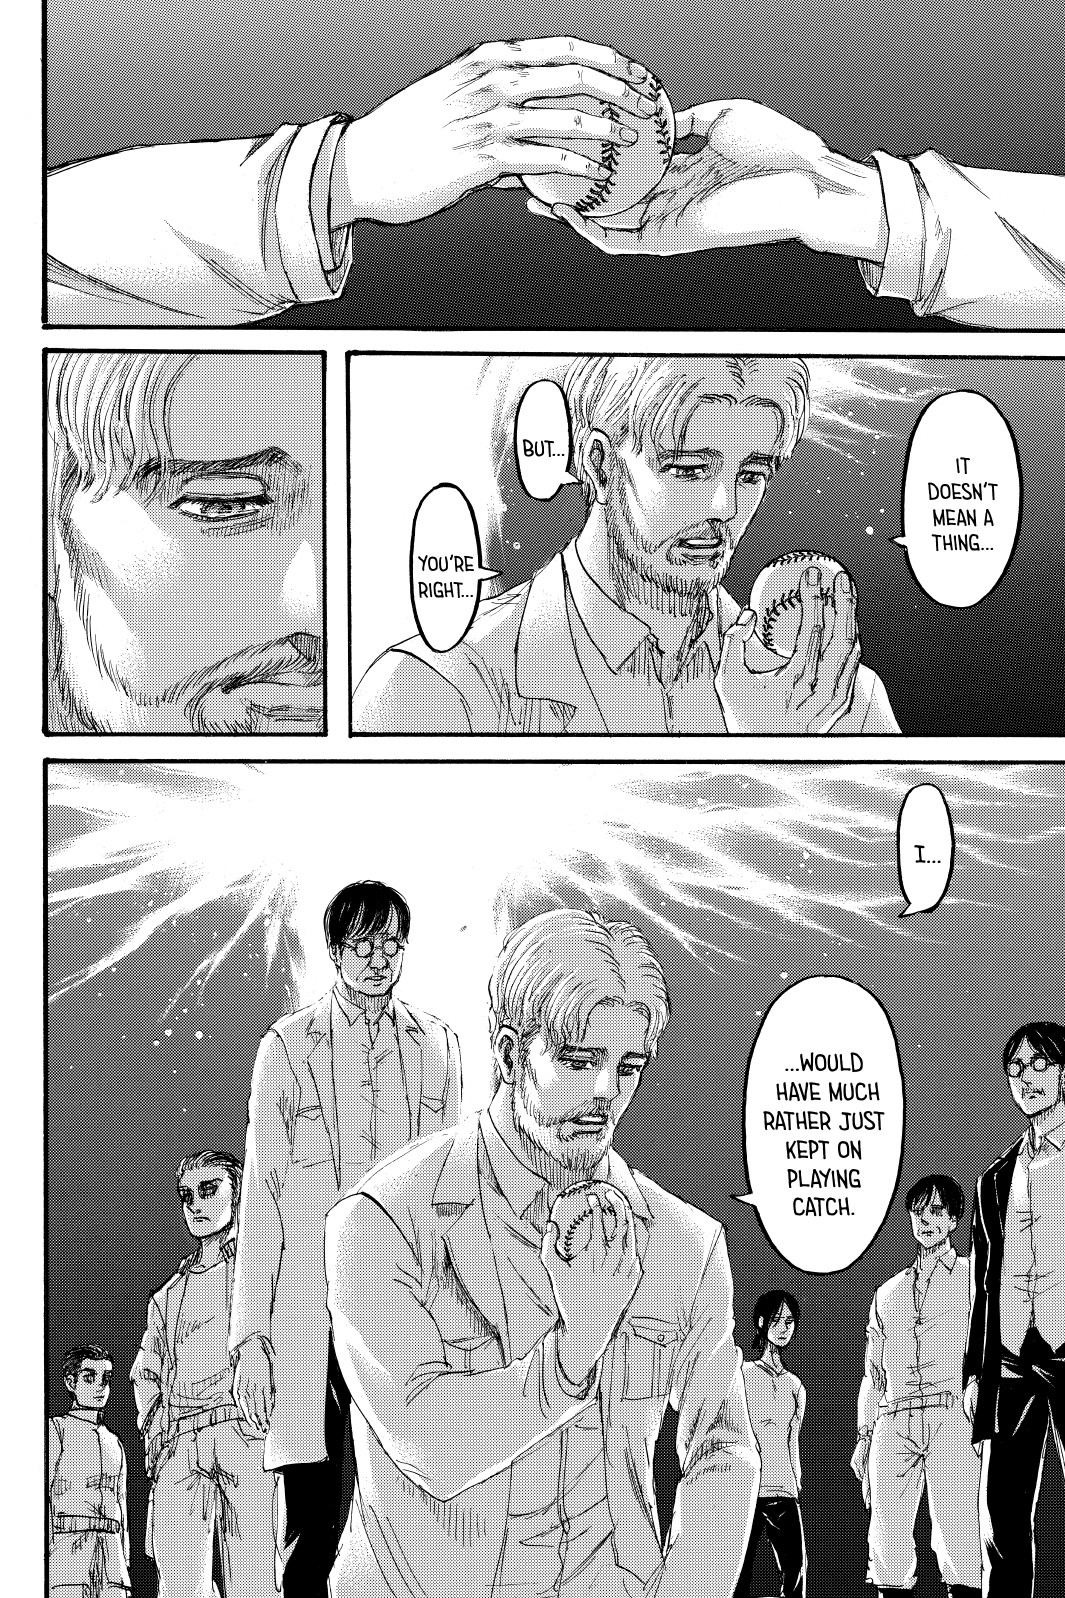 IT
DOESN'T
MEAN A
THING...
BUT...
YOU'RE
RIGHT...
I...
...WOULD
HAVE MUCH
RATHER JUST
KEPT ON
PLAYING
CATCH.